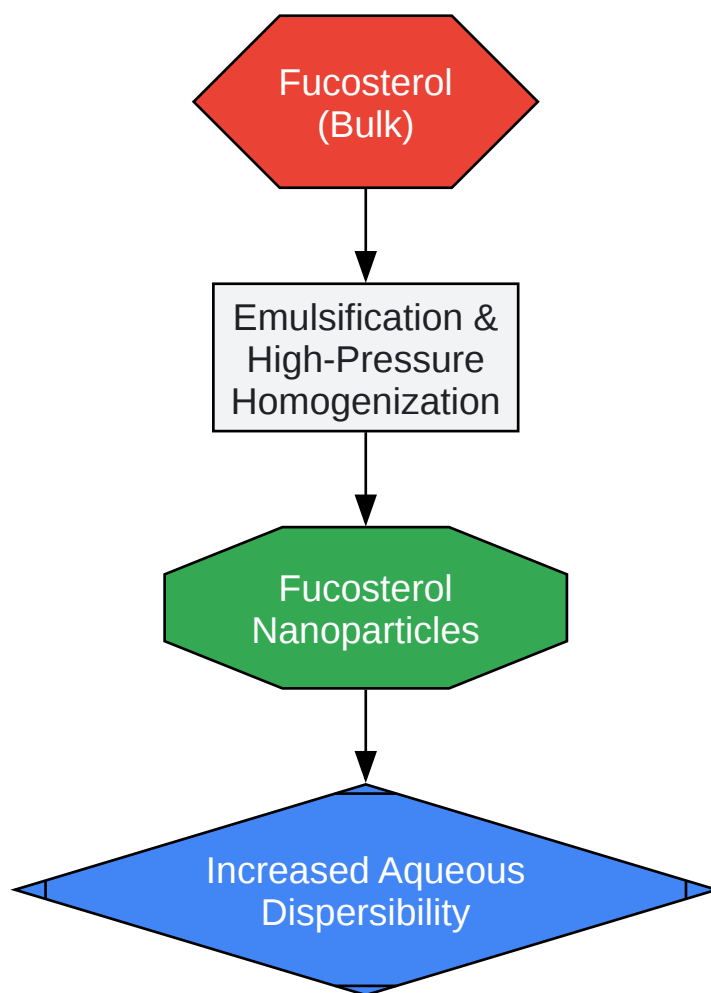 Fucosterol
(Bulk)
Emulsification &
High-Pressure
Homogenization
Fucosterol
Nanoparticles
Increased Aqueous
Dispersibility